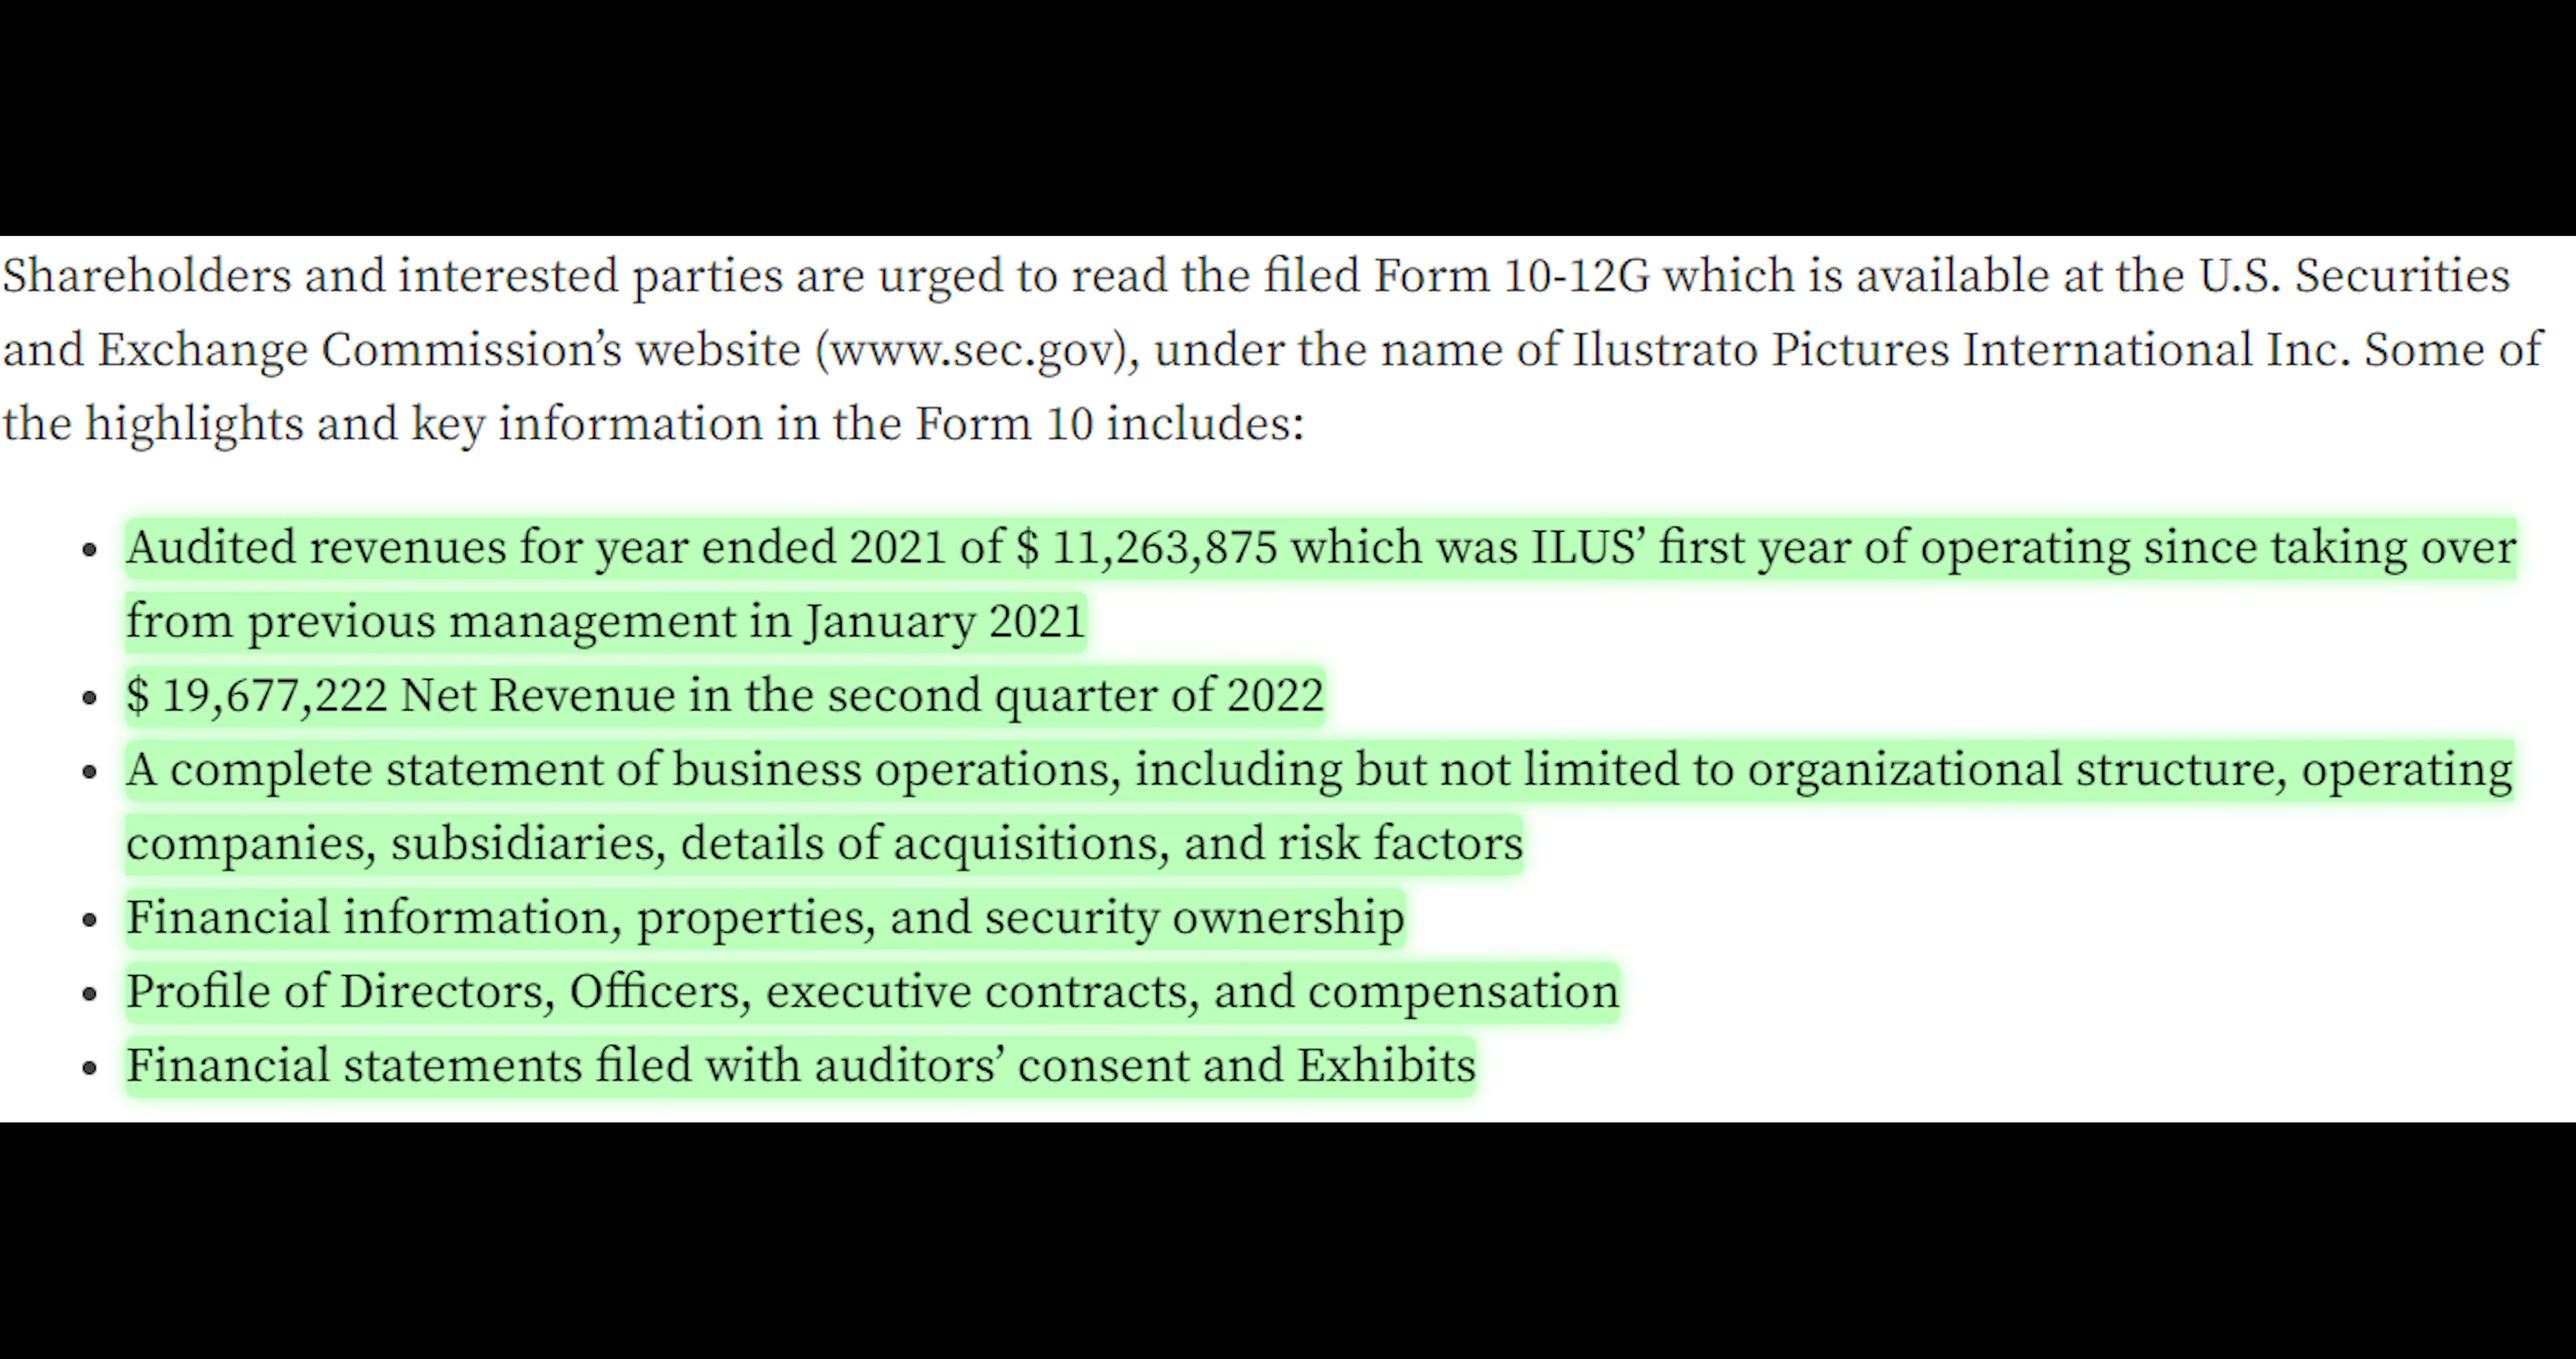 Shareholders and interested parties are urged to read the filed Form 10-12G which is available at the U.S. Securities
and Exchange Commission’s website (www.sec.gov), under the name of Ilustrato Pictures International Inc. Some of
the highlights and key information in the Form 10 includes:
• Audited revenues for year ended 2021 of $ 11,263,875 which was ILUS’ first year of operating since taking over
from previous management in January 2021
• $ 19,677,222 Net Revenue in the second quarter of 2022
• A complete statement of business operations, including but not limited to organizational structure, operating
companies, subsidiaries, details of acquisitions, and risk factors
• Financial information, properties, and security ownership
• Profile of Directors, Officers, executive contracts, and compensation
• Financial statements filed with auditors’ consent and Exhibits